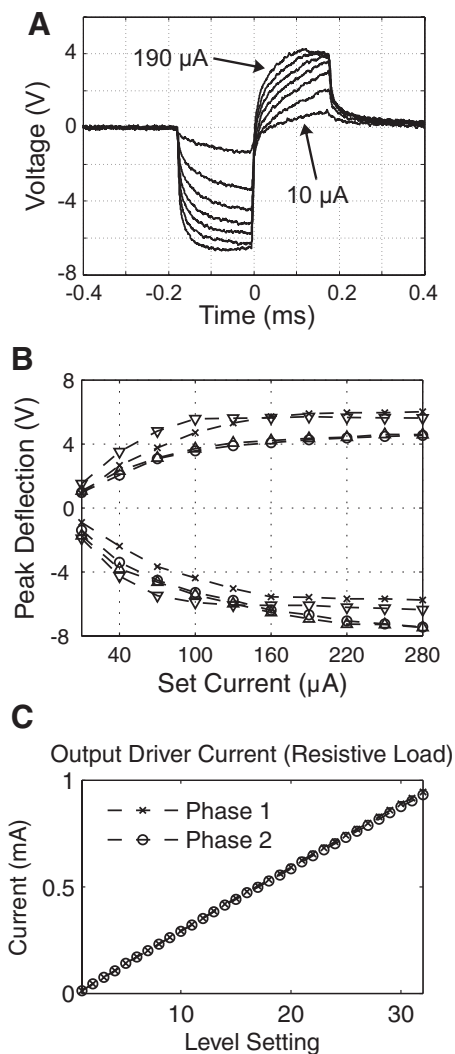 A
4
0
-4
-8
Voltage (V)
190 µA
10 µA
-0.4
-0.2
0
0.2
0.4
Time (ms)
B
8
4
0
-4
-8
Peak Deflection (V)
40
100
160
220
280
Set Current (µA)
C
Output Driver Current (Resistive Load)
1
0.5
0
Current (mA)
Phase 1
Phase 2
10
20
30
Level Setting